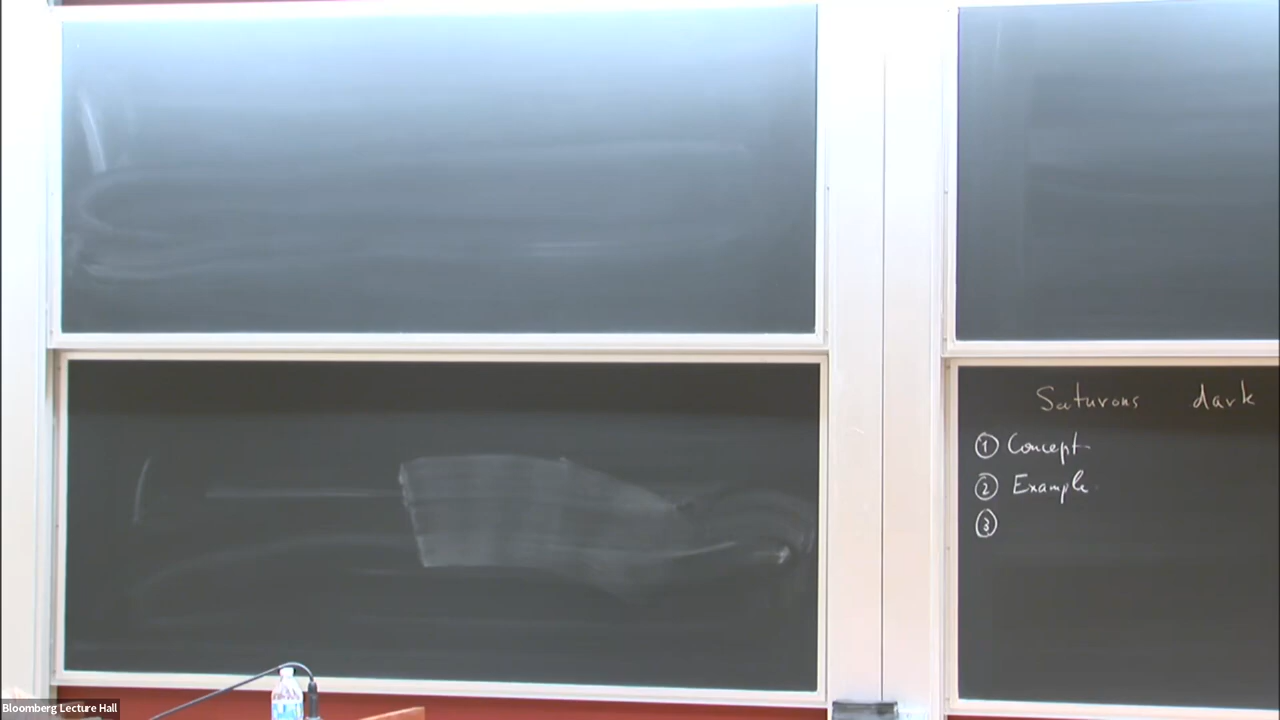 Saturons dark
① Concept
② Example
③
Bloomberg Lecture Hall